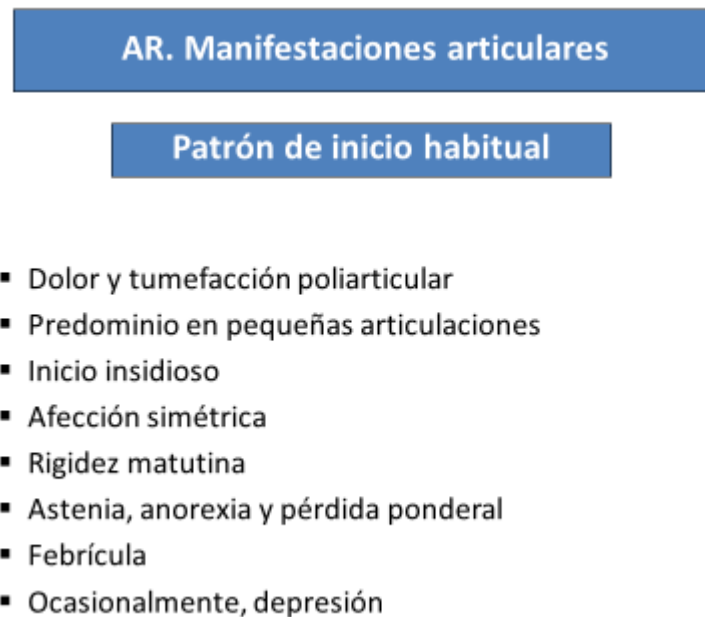 AR. Manifestaciones articulares
Patrón de inicio habitual
▪ Dolor y tumefacción poliarticular
▪ Predominio en pequeñas articulaciones
▪ Inicio insidioso
▪ Afección simétrica
▪ Rigidez matutina
▪ Astenia, anorexia y pérdida ponderal
▪ Febrícula
▪ Ocasionalmente, depresión